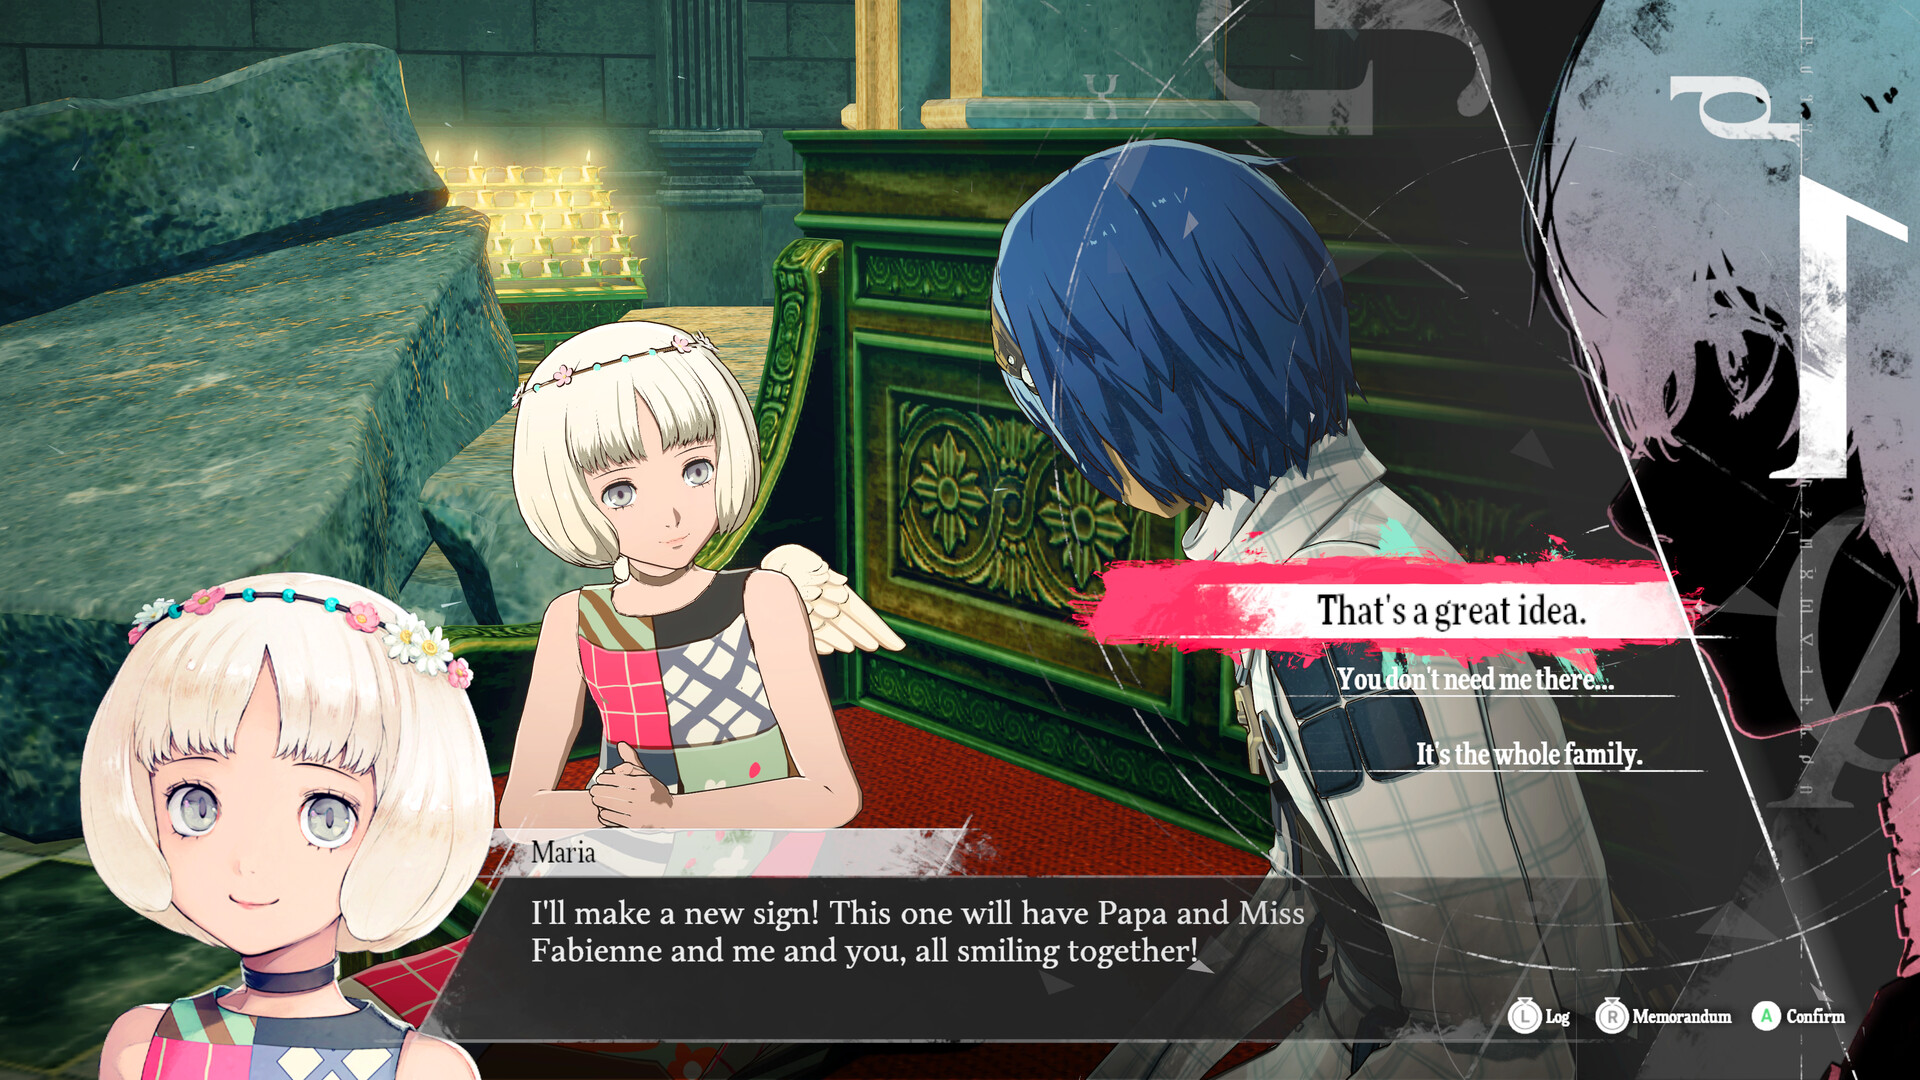 That's a great idea.
You don't need me there...
It's the whole family.
Maria
I'll make a new sign! This one will have Papa and Miss
Fabienne and me and you, all smiling together!
L Log R Memorandum A Confirm